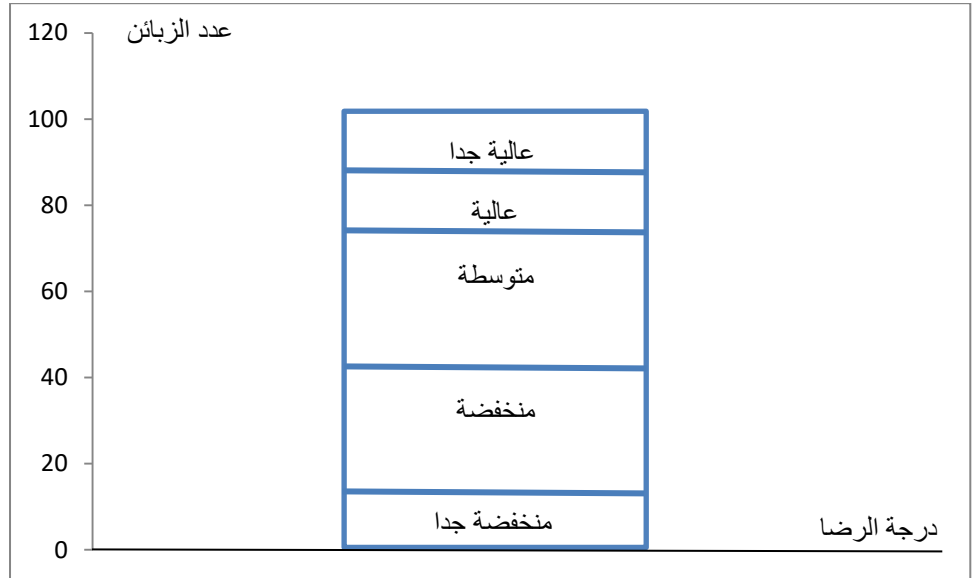 عدد الزبائن
120
100
80
60
40
20
0
عالية جدا
عالية
متوسطة
منخفضة
منخفضة جدا
درجة الرضا